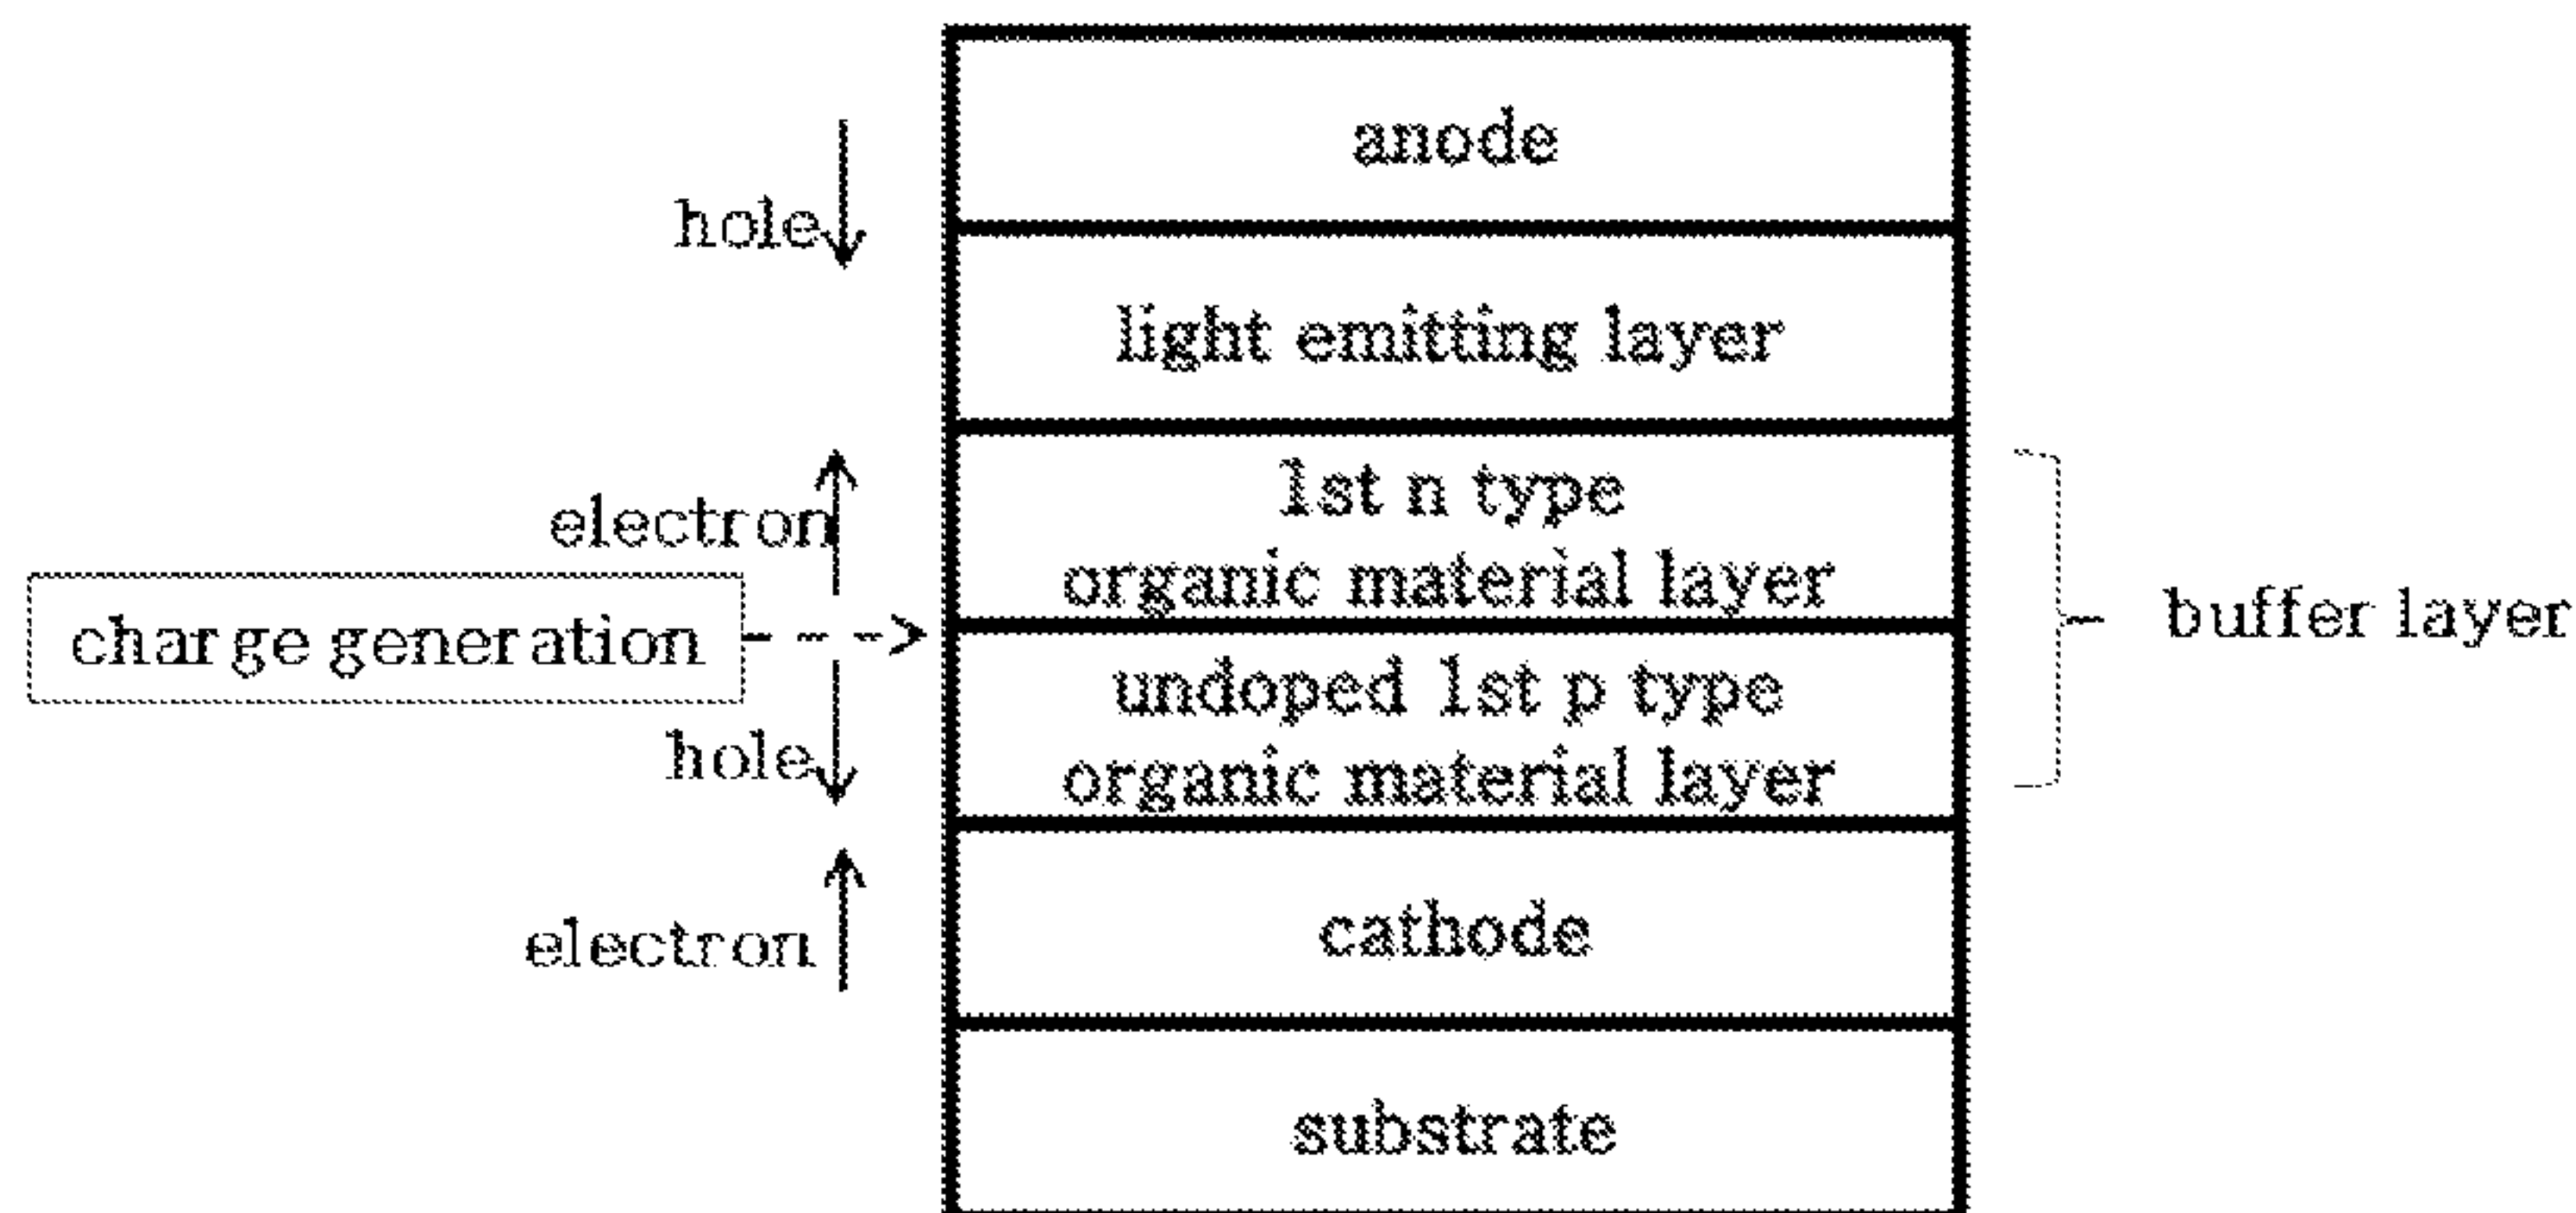 anode
hole
light emitting layer
1st n type
organic material layer
electron
charge generation
buffer layer
undoped 1st p type
organic material layer
hole
cathode
electron
substrate